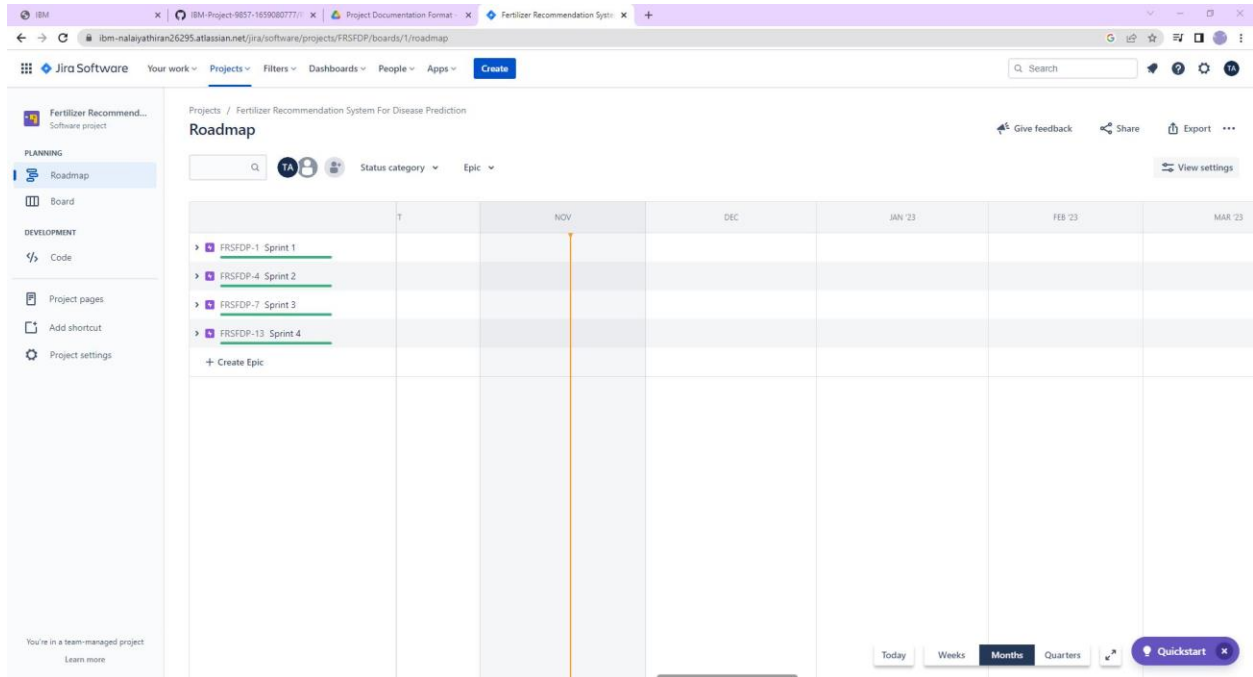 IBM
IBM-Project-9857-1659080777/
Project Documentation Format -
Fertilizer Recommendation Syste
ibm-nalaiyathiran26295.atlassian.net/jira/software/projects/FRSFDP/boards/1/roadmap
Jira Software Your work Projects Filters Dashboards People Apps Create Search TA
Fertilizer Recommend...
Software project
PLANNING
Roadmap
Board
DEVELOPMENT
Code
Project pages
Add shortcut
Project settings
You're in a team-managed project
Learn more
Projects / Fertilizer Recommendation System For Disease Prediction
Roadmap
Give feedback Share Export
TA Status category Epic View settings
T NOV DEC JAN '23 FEB '23 MAR '23
FRSFDP-1 Sprint 1
FRSFDP-4 Sprint 2
FRSFDP-7 Sprint 3
FRSFDP-13 Sprint 4
+ Create Epic
Today Weeks Months Quarters Quickstart